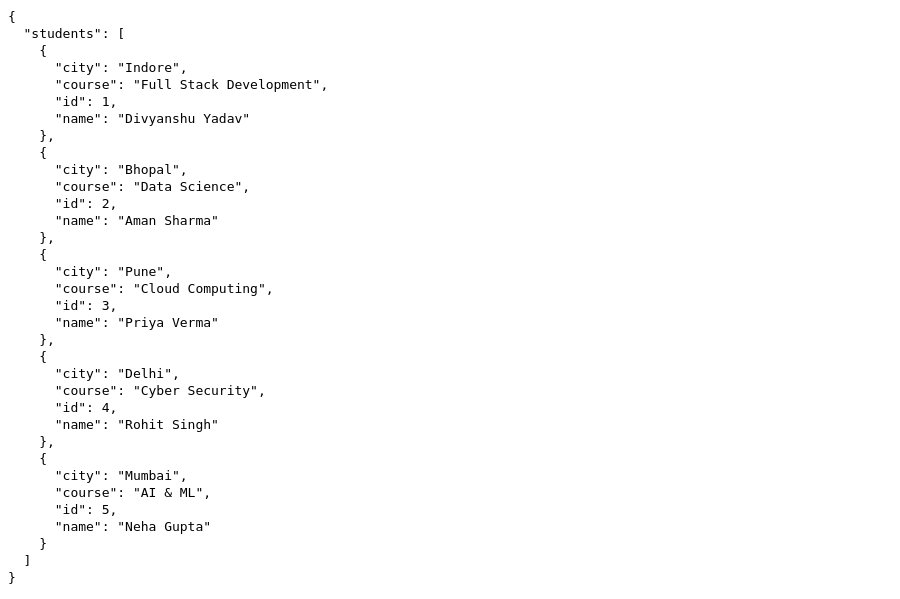 {
  "students": [
    {
      "city": "Indore",
      "course": "Full Stack Development",
      "id": 1,
      "name": "Divyanshu Yadav"
    },
    {
      "city": "Bhopal",
      "course": "Data Science",
      "id": 2,
      "name": "Aman Sharma"
    },
    {
      "city": "Pune",
      "course": "Cloud Computing",
      "id": 3,
      "name": "Priya Verma"
    },
    {
      "city": "Delhi",
      "course": "Cyber Security",
      "id": 4,
      "name": "Rohit Singh"
    },
    {
      "city": "Mumbai",
      "course": "AI & ML",
      "id": 5,
      "name": "Neha Gupta"
    }
  ]
}